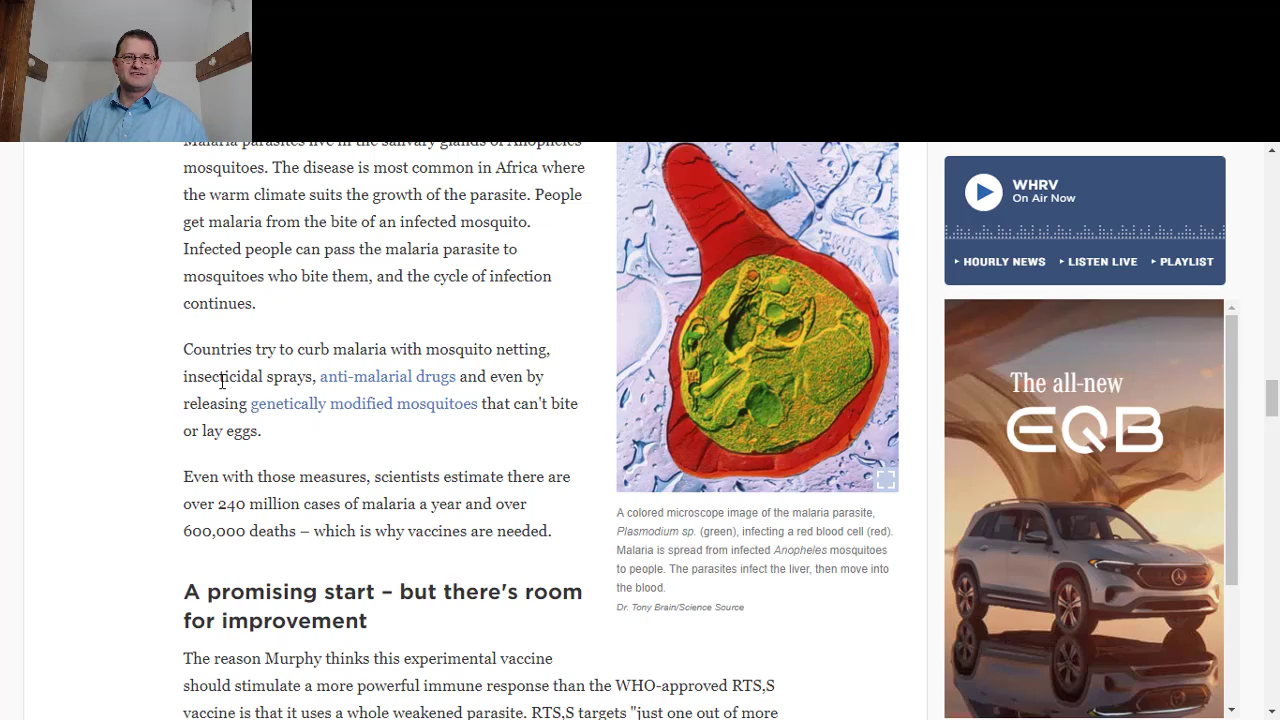 Malaria parasites live in the salivary glands of Anopheles
mosquitoes. The disease is most common in Africa where
the warm climate suits the growth of the parasite. People
get malaria from the bite of an infected mosquito.
Infected people can pass the malaria parasite to
mosquitoes who bite them, and the cycle of infection
continues.
Countries try to curb malaria with mosquito netting,
insecticidal sprays, anti-malarial drugs and even by
releasing genetically modified mosquitoes that can't bite
or lay eggs.
Even with those measures, scientists estimate there are
over 240 million cases of malaria a year and over
600,000 deaths – which is why vaccines are needed.
A promising start – but there's room
for improvement
The reason Murphy thinks this experimental vaccine
should stimulate a more powerful immune response than the WHO-approved RTS,S
vaccine is that it uses a whole weakened parasite. RTS,S targets "just one out of more
A colored microscope image of the malaria parasite,
Plasmodium sp. (green), infecting a red blood cell (red).
Malaria is spread from infected Anopheles mosquitoes
to people. The parasites infect the liver, then move into
the blood.
Dr. Tony Brain/Science Source
WHRV
On Air Now
HOURLY NEWS LISTEN LIVE PLAYLIST
The all-new
EQB